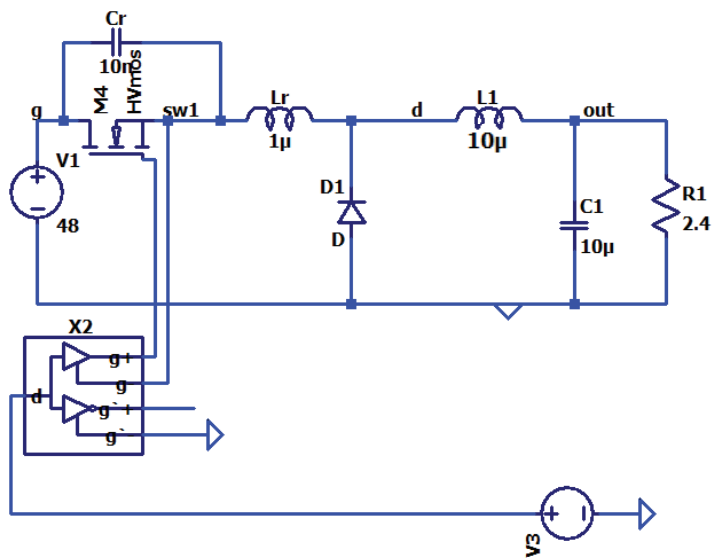 Cr
10n
M4
HVmos
g
sw1
Lr
1µ
d
L1
10µ
out
V1
48
D1
D
C1
10µ
R1
2.4
X2
g+
g-
d
g`+
g`-
V3